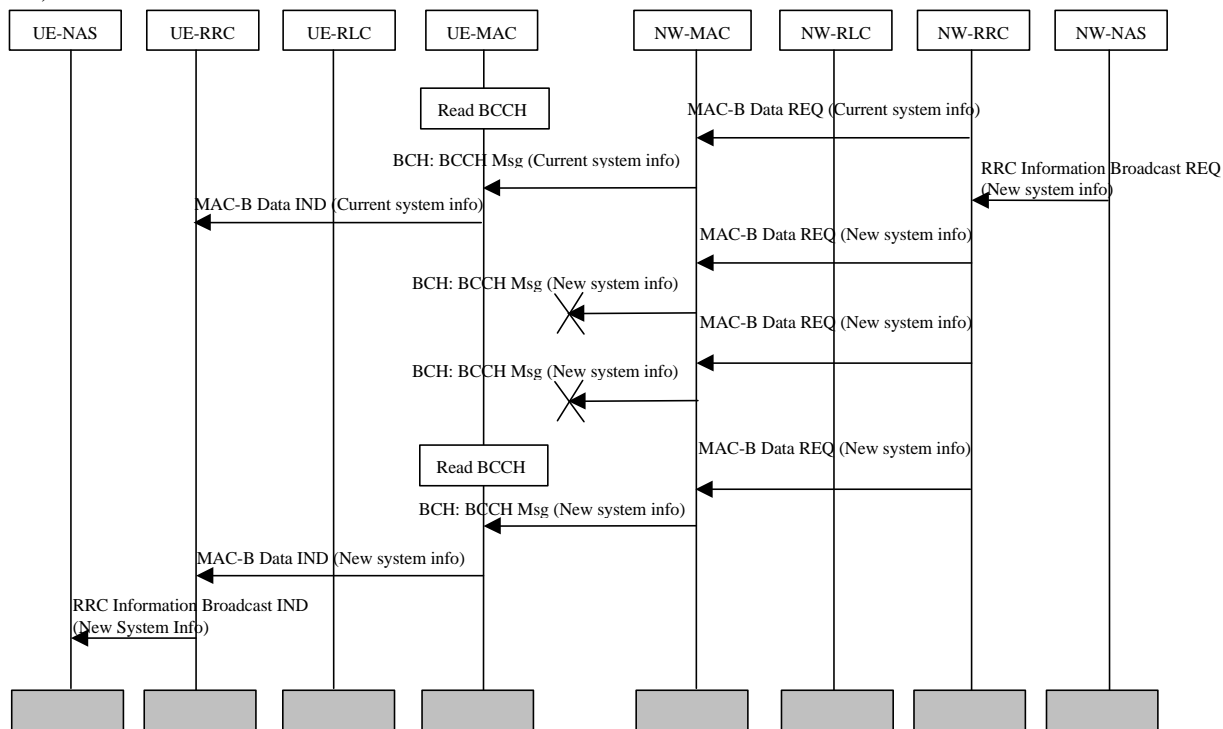 UE-NAS
UE-RRC
UE-RLC
UE-MAC
NW-MAC
NW-RLC
NW-RRC
NW-NAS
Read BCCH
MAC-B Data REQ (Current system info)
BCH: BCCH Msg (Current system info)
RRC Information Broadcast REQ
(New system info)
MAC-B Data IND (Current system info)
MAC-B Data REQ (New system info)
BCH: BCCH Msg (New system info)
MAC-B Data REQ (New system info)
BCH: BCCH Msg (New system info)
MAC-B Data REQ (New system info)
Read BCCH
BCH: BCCH Msg (New system info)
MAC-B Data IND (New system info)
RRC Information Broadcast IND
(New System Info)